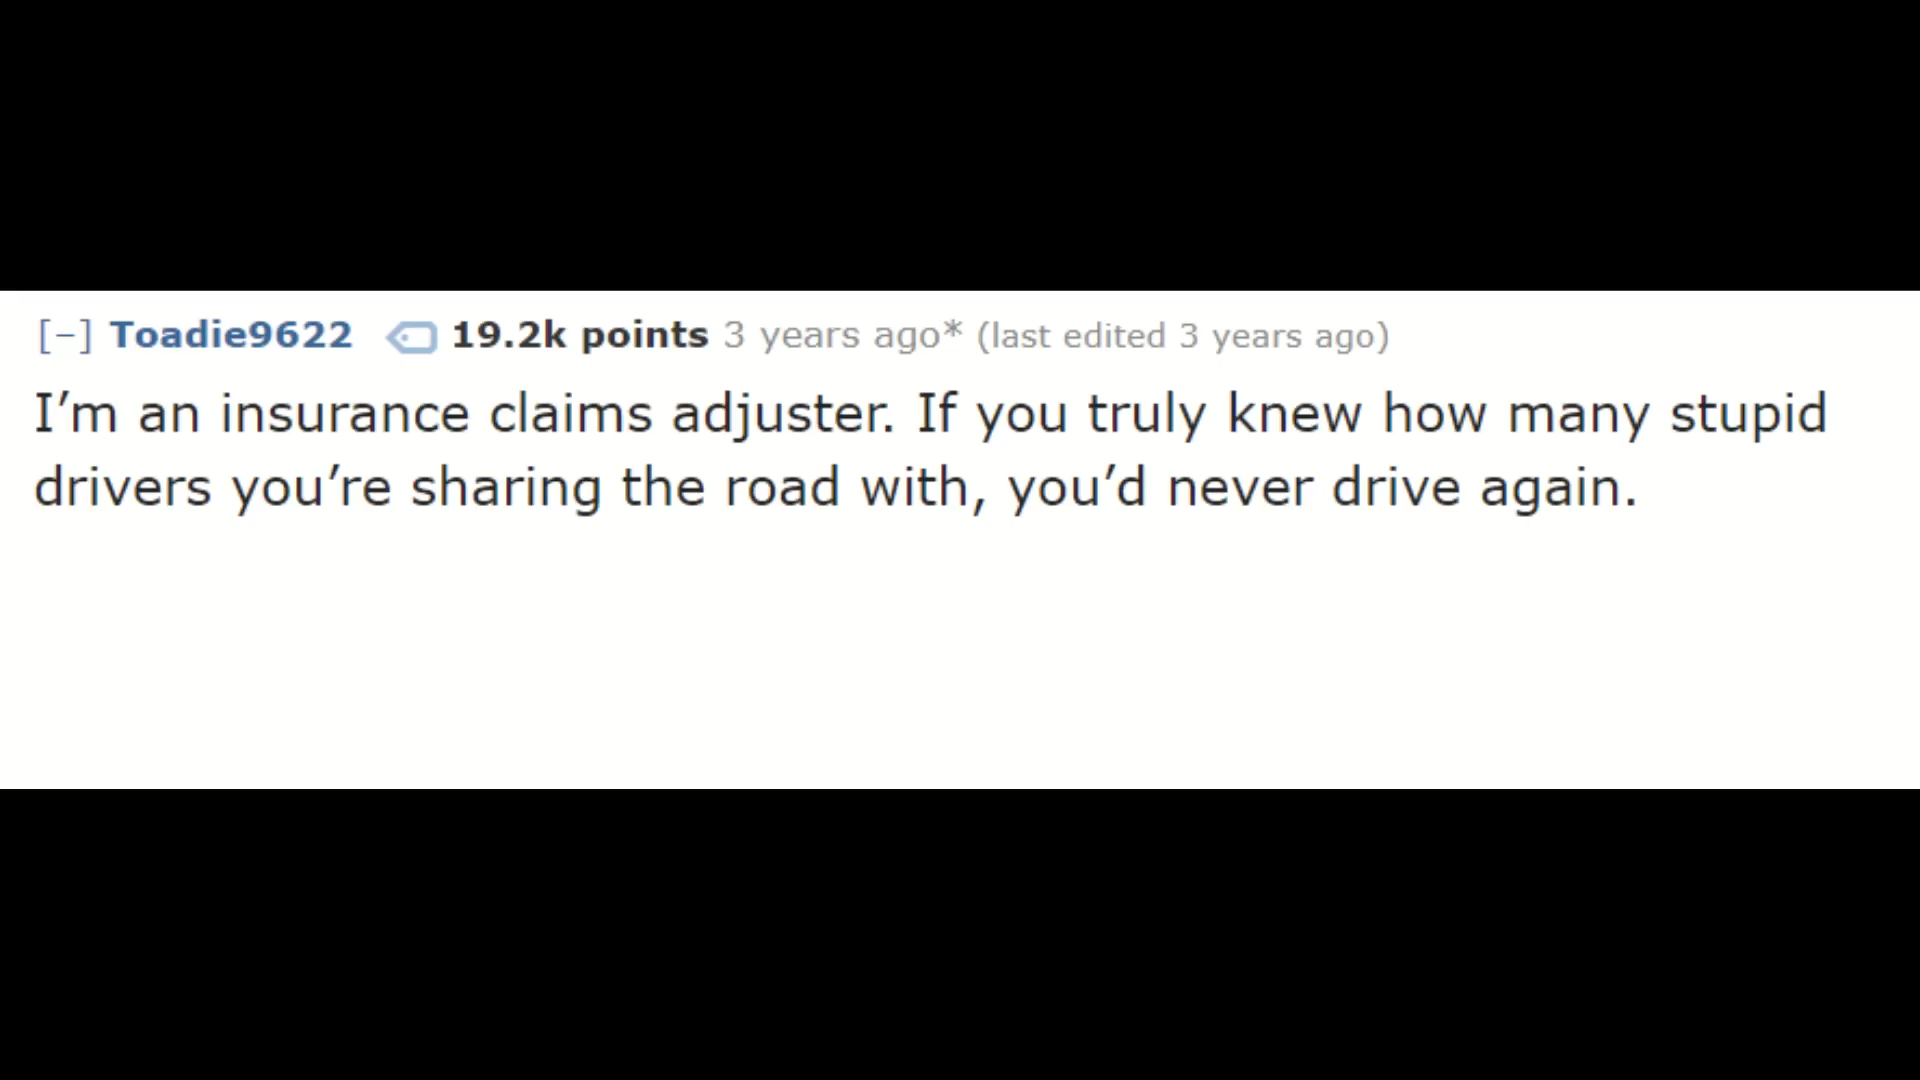 [–] Toadie9622 19.2k points 3 years ago* (last edited 3 years ago)
I’m an insurance claims adjuster. If you truly knew how many stupid
drivers you’re sharing the road with, you’d never drive again.